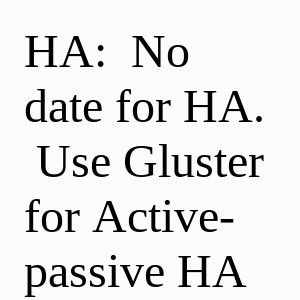 HA:  No
date for HA.
 Use Gluster
for Active-
passive HA